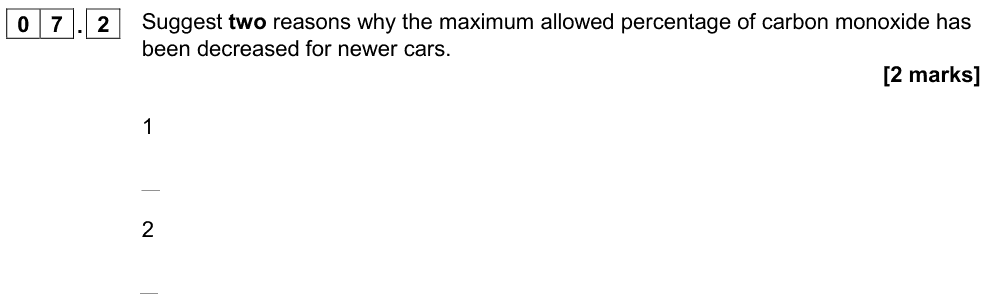 0 7 . 2 Suggest two reasons why the maximum allowed percentage of carbon monoxide has
been decreased for newer cars.
[2 marks]
1
2